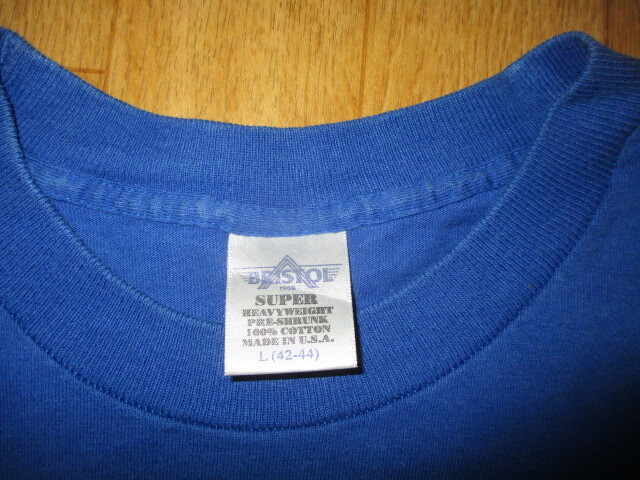 BRISTOL
SUPER
HEAVYWEIGHT
PRE-SHRUNK
100% COTTON
MADE IN U.S.A.
L (42-44)